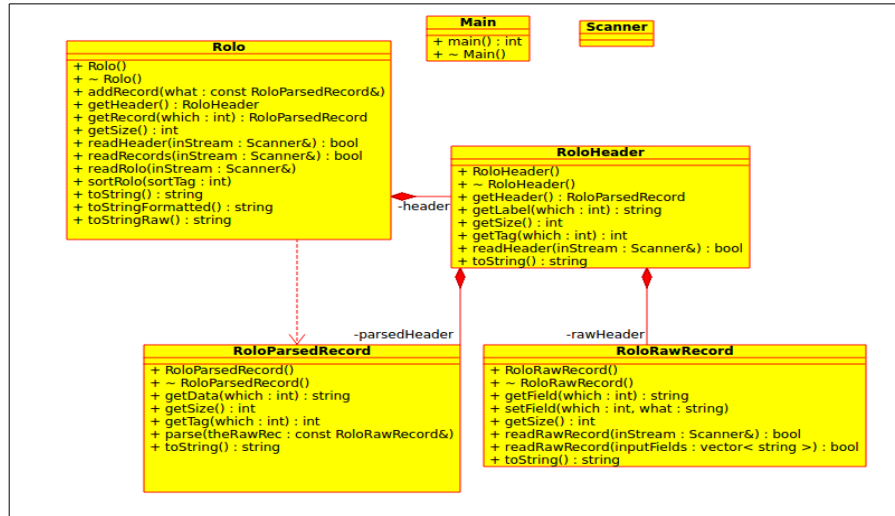 Main
+ main() : int
+ ~ Main()
Scanner
Rolo
+ Rolo()
+ ~ Rolo()
+ addRecord(what : const RoloParsedRecord&)
+ getHeader() : RoloHeader
+ getRecord(which : int) : RoloParsedRecord
+ getSize() : int
+ readHeader(inStream : Scanner&) : bool
+ readRecords(inStream : Scanner&) : bool
+ readRolo(inStream : Scanner&)
+ sortRolo(sortTag : int)
+ toString() : string
+ toStringFormatted() : string
+ toStringRaw() : string
-header
RoloHeader
+ RoloHeader()
+ ~ RoloHeader()
+ getHeader() : RoloParsedRecord
+ getLabel(which : int) : string
+ getSize() : int
+ getTag(which : int) : int
+ readHeader(inStream : Scanner&) : bool
+ toString() : string
-parsedHeader
-rawHeader
RoloParsedRecord
+ RoloParsedRecord()
+ ~ RoloParsedRecord()
+ getData(which : int) : string
+ getSize() : int
+ getTag(which : int) : int
+ parse(theRawRec : const RoloRawRecord&)
+ toString() : string
RoloRawRecord
+ RoloRawRecord()
+ ~ RoloRawRecord()
+ getField(which : int) : string
+ setField(which : int, what : string)
+ getSize() : int
+ readRawRecord(inStream : Scanner&) : bool
+ readRawRecord(inputFields : vector< string >) : bool
+ toString() : string